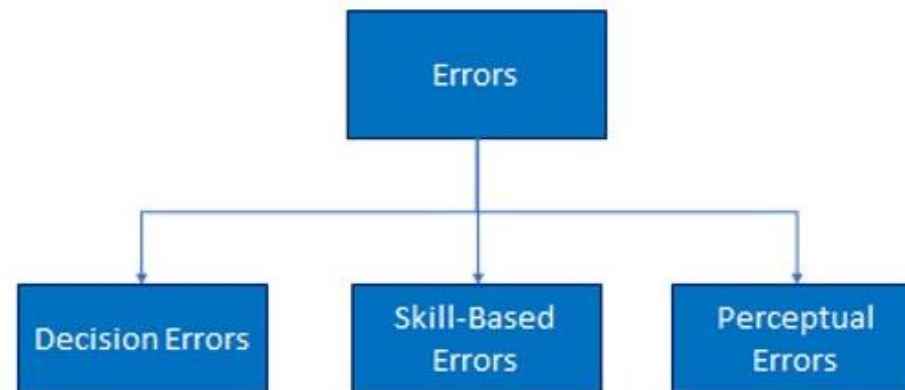 Errors
Decision Errors
Skill-Based
Errors
Perceptual
Errors